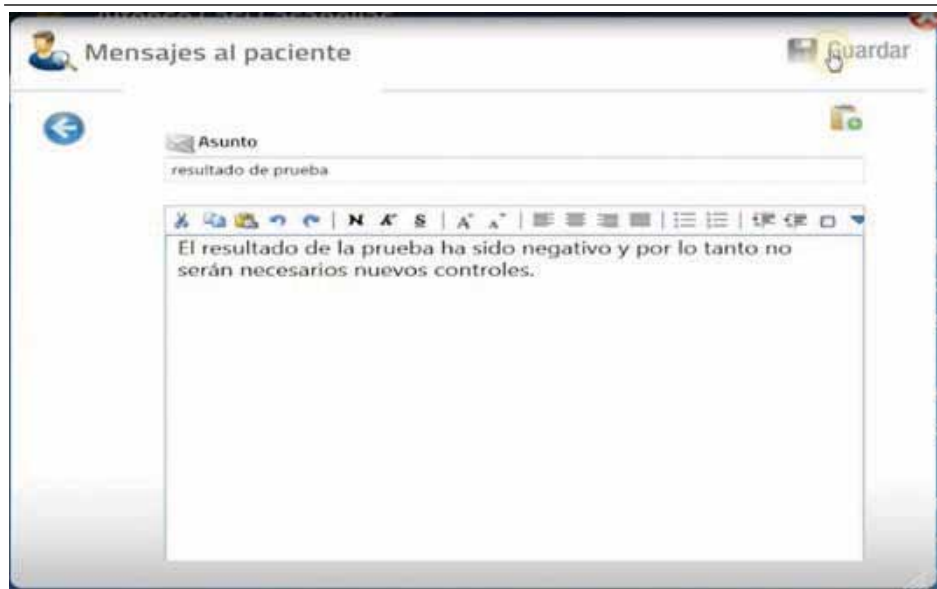 Mensajes al paciente
Guardar
Asunto
resultado de prueba
N K S A A
El resultado de la prueba ha sido negativo y por lo tanto no
serán necesarios nuevos controles.